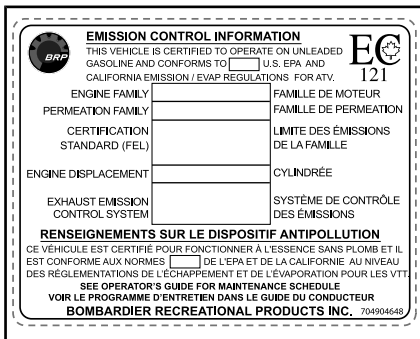 BRP
EMISSION CONTROL INFORMATION
THIS VEHICLE IS CERTIFIED TO OPERATE ON UNLEADED
GASOLINE AND CONFORMS TO U.S. EPA AND
CALIFORNIA EMISSION / EVAP REGULATIONS FOR ATV.
EC
121
ENGINE FAMILY FAMILLE DE MOTEUR
PERMEATION FAMILY FAMILLE DE PERMEATION
CERTIFICATION LIMITE DES ÉMISSIONS
STANDARD (FEL) DE LA FAMILLE
ENGINE DISPLACEMENT CYLINDRÉE
EXHAUST EMISSION SYSTÈME DE CONTRÔLE
CONTROL SYSTEM DES ÉMISSIONS
RENSEIGNEMENTS SUR LE DISPOSITIF ANTIPOLLUTION
CE VÉHICULE EST CERTIFIÉ POUR FONCTIONNER À L'ESSENCE SANS PLOMB ET IL
EST CONFORME AUX NORMES DE L'EPA ET DE LA CALIFORNIE AU NIVEAU
DES RÉGLEMENTATIONS DE L'ÉCHAPPEMENT ET DE L'ÉVAPORATION POUR LES VTT.
SEE OPERATOR'S GUIDE FOR MAINTENANCE SCHEDULE
VOIR LE PROGRAMME D'ENTRETIEN DANS LE GUIDE DU CONDUCTEUR
BOMBARDIER RECREATIONAL PRODUCTS INC. 704904648